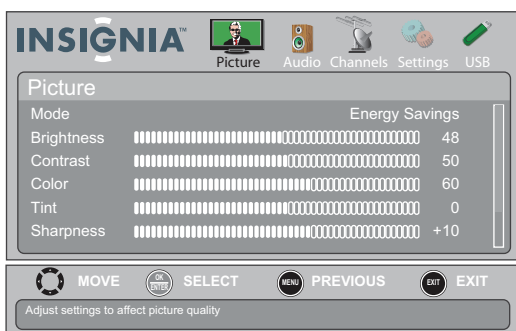 INSIGNIA™
Picture Audio Channels Settings USB
Picture
Mode Energy Savings
Brightness 48
Contrast 50
Color 60
Tint 0
Sharpness +10
MOVE OK ENTER SELECT MENU PREVIOUS EXIT EXIT
Adjust settings to affect picture quality